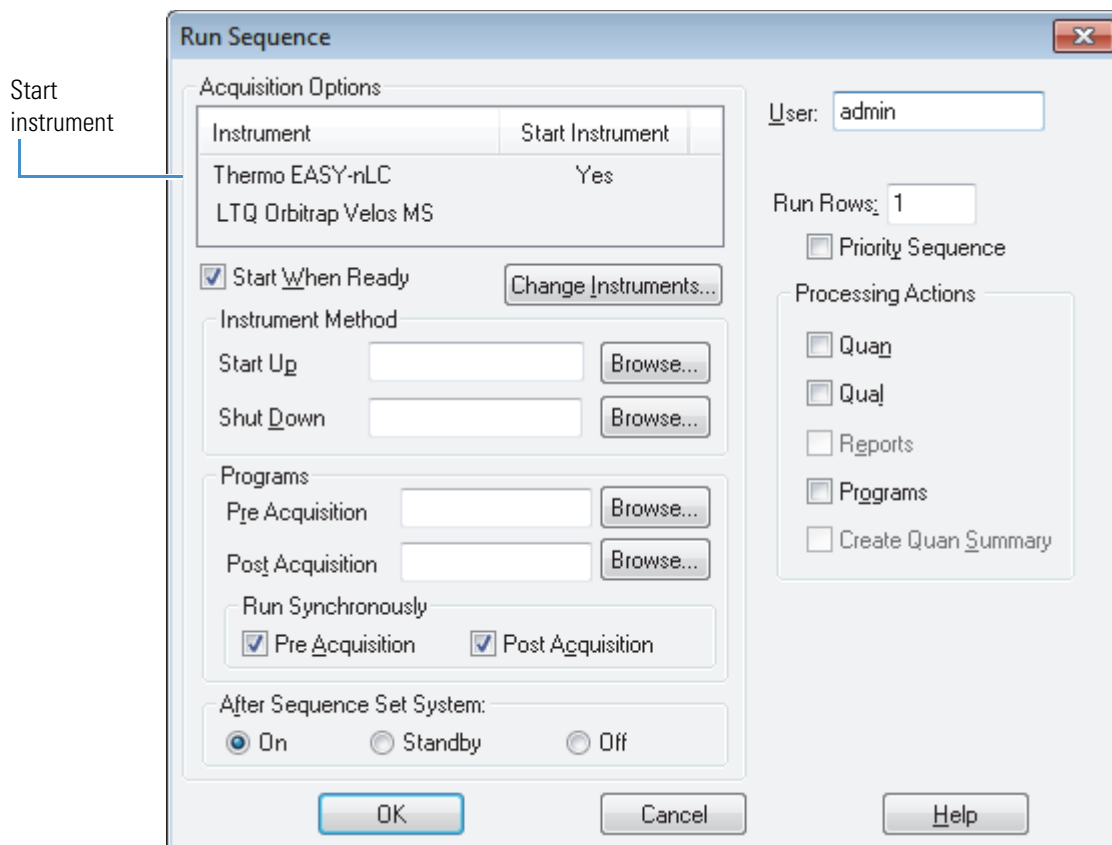 Run Sequence
Start
instrument
Acquisition Options
Instrument Start Instrument
Thermo EASY-nLC Yes
LTQ Orbitrap Velos MS
Start When Ready Change Instruments...
Instrument Method
Start Up Browse...
Shut Down Browse...
Programs
Pre Acquisition Browse...
Post Acquisition Browse...
Run Synchronously
Pre Acquisition Post Acquisition
After Sequence Set System:
On Standby Off
User: admin
Run Rows: 1
Priority Sequence
Processing Actions
Quan
Qual
Reports
Programs
Create Quan Summary
OK Cancel Help